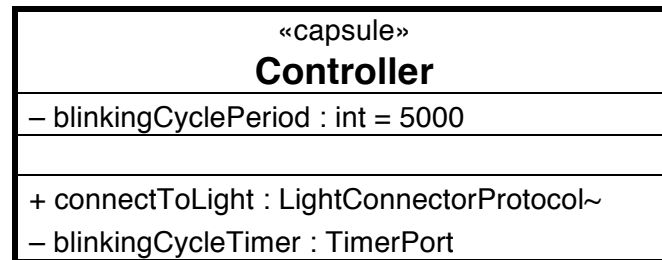 «capsule»
Controller
– blinkingCyclePeriod : int = 5000
+ connectToLight : LightConnectorProtocol~
– blinkingCycleTimer : TimerPort